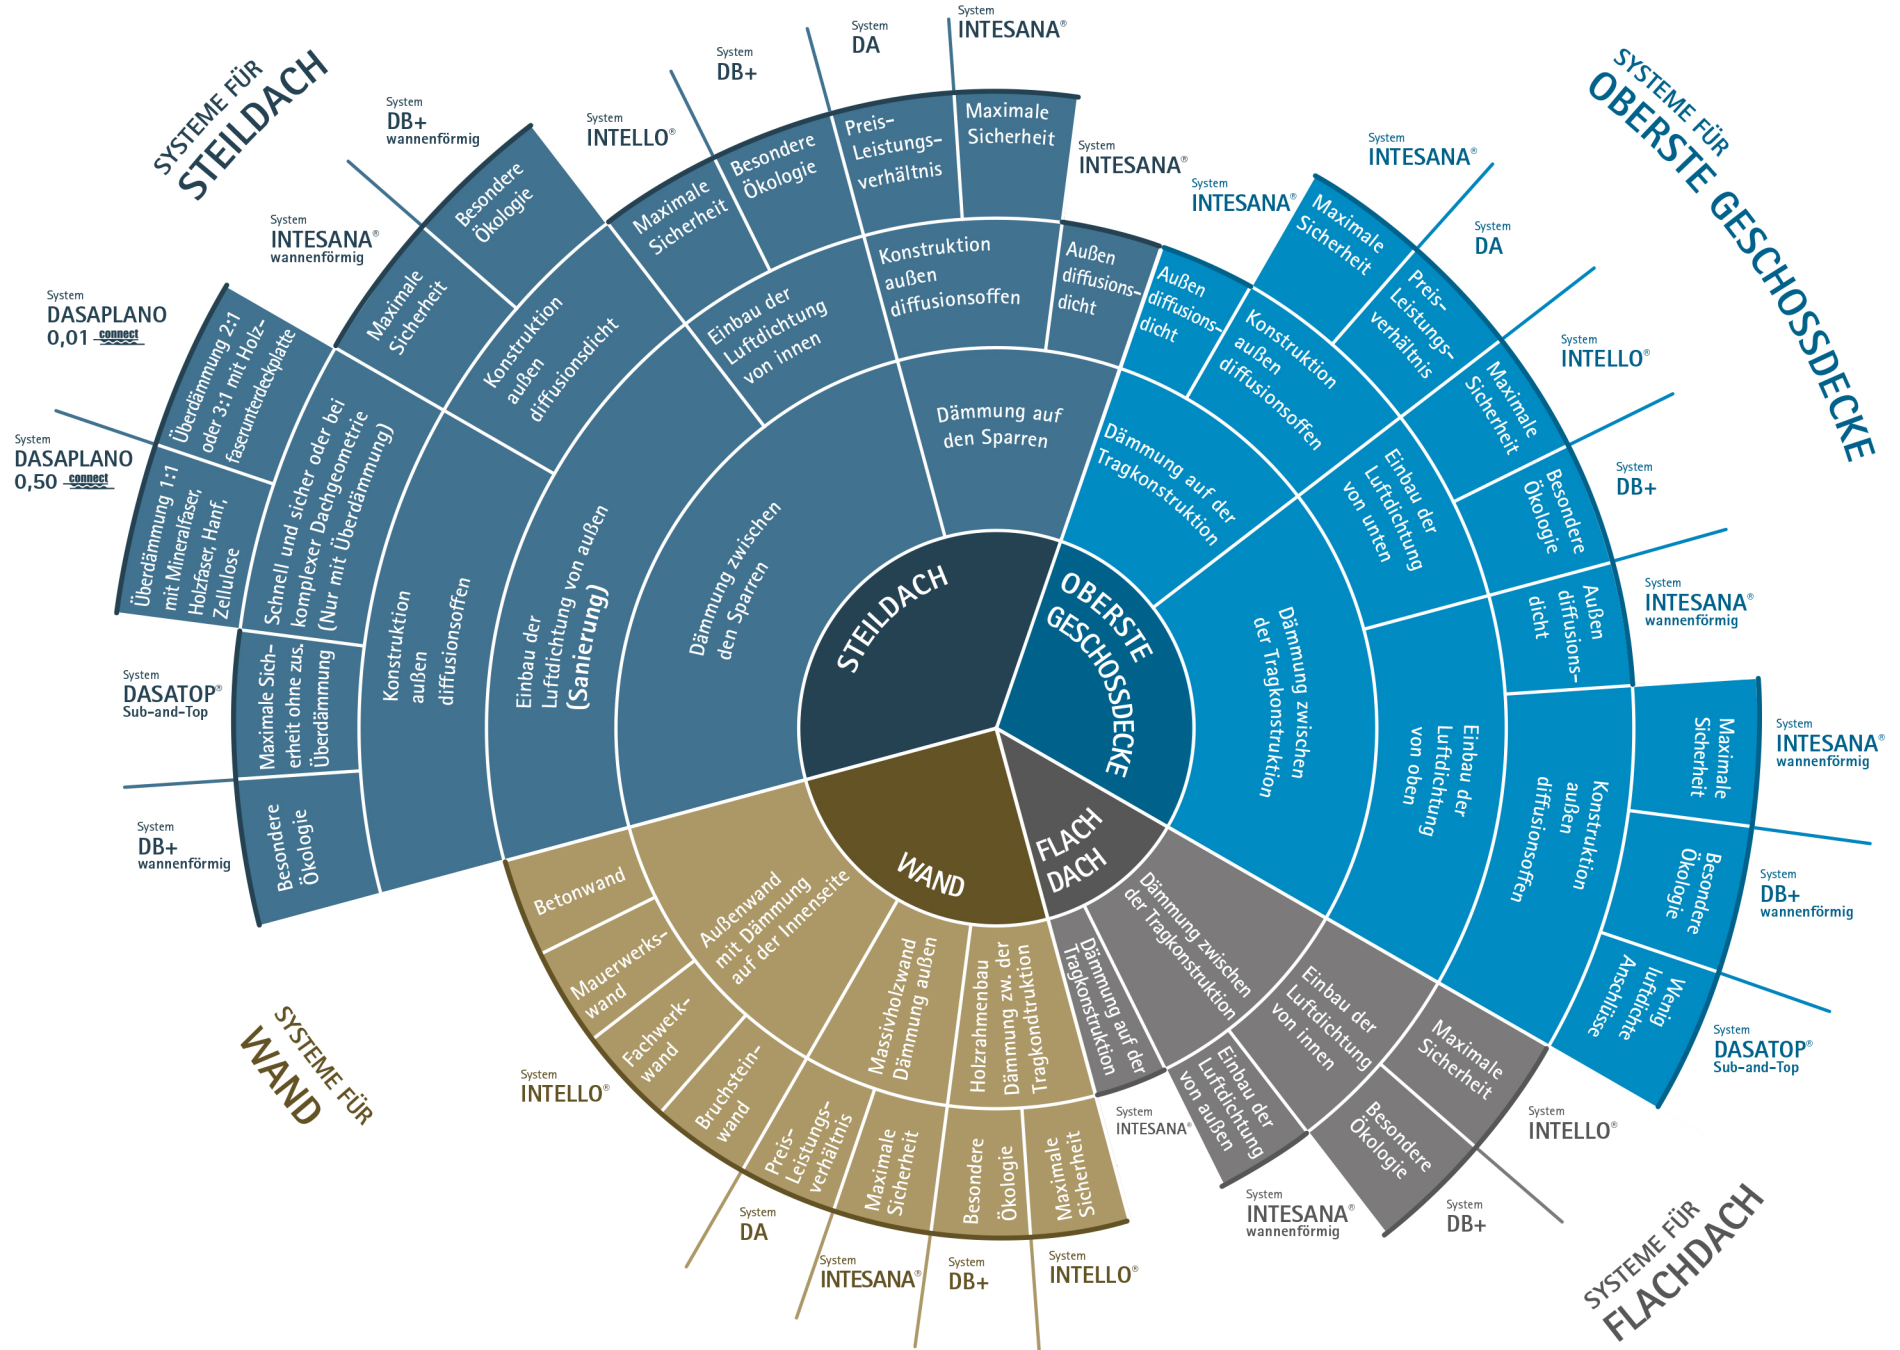 SYSTEME FÜR
STEILDACH
System
DASAPLANO
0,50 connect
System
DASAPLANO
0,01 connect
System
INTESANA®
wannenförmig
System
DB+
wannenförmig
System
INTELLO®
System
DB+
System
DA
System
INTESANA®
System
INTESANA®
System
DASATOP®
Sub-and-Top
System
DB+
wannenförmig
STEILDACH
Dämmung zwischen
den Sparren
Dämmung auf
den Sparren
Einbau der
Luftdichtung von außen
(Sanierung)
Einbau der
Luftdichtung
von innen
Konstruktion
außen
diffusionsoffen
Außen
diffusions-
dicht
Konstruktion
außen
diffusionsoffen
Konstruktion
außen
diffusionsdicht
Maximale
Sicherheit
Besondere
Ökologie
Preis-
Leistungs-
verhältnis
Maximale
Sicherheit
Besondere
Ökologie
Maximale Sich-
erheit ohne zus.
Überdämmung
Schnell und sicher oder bei
komplexer Dachgeometrie
(Nur mit Überdämmung)
Überdämmung 1:1
mit Mineralfaser,
Holzfaser, Hanf,
Zellulose
Überdämmung 2:1
oder 3:1 mit Holz-
faserunterdeckplatte
Maximale
Sicherheit
Besondere
Ökologie
SYSTEME FÜR
OBERSTE GESCHOSSDECKE
System
INTESANA®
System
INTESANA®
System
DA
System
INTELLO®
System
DB+
System
INTESANA®
wannenförmig
System
INTESANA®
wannenförmig
System
DB+
wannenförmig
System
DASATOP®
Sub-and-Top
OBERSTE
GESCHOSSDECKE
Dämmung auf der
Tragkonstruktion
Dämmung zwischen
der Tragkonstruktion
Außen
diffusions-
dicht
Konstruktion
außen
diffusionsoffen
Maximale
Sicherheit
Preis-
Leistungs-
verhältnis
Einbau der
Luftdichtung
von unten
Maximale
Sicherheit
Besondere
Ökologie
Einbau der
Luftdichtung
von oben
Außen
diffusions-
dicht
Konstruktion
außen
diffusionsoffen
Maximale
Sicherheit
Besondere
Ökologie
Wenig
luftdichte
Anschlüsse
SYSTEME FÜR
FLACHDACH
FLACH
DACH
Dämmung zwischen
der Tragkonstruktion
Dämmung auf der
Tragkonstruktion
Einbau der
Luftdichtung
von innen
Einbau der
Luftdichtung
von außen
Maximale
Sicherheit
Besondere
Ökologie
System
INTELLO®
System
DB+
System
INTESANA®
wannenförmig
System
INTESANA®
SYSTEME FÜR
WAND
WAND
Außenwand
mit Dämmung
auf der Innenseite
Massivholzwand
Dämmung außen
Holzrahmenbau
Dämmung zw. der
Tragkondtruktion
Betonwand
Mauerwerks-
wand
Fachwerk-
wand
Bruchstein-
wand
Preis-
Leistungs-
verhältnis
Maximale
Sicherheit
Besondere
Ökologie
Maximale
Sicherheit
System
INTELLO®
System
DA
System
INTESANA®
System
DB+
System
INTELLO®